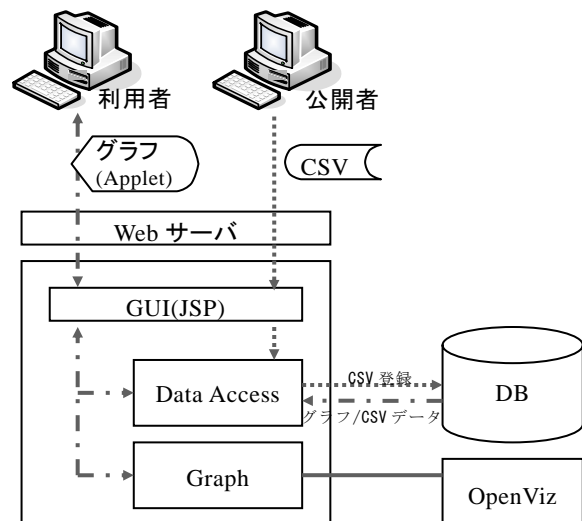 利用者
公開者
グラフ
(Applet)
CSV
Web サーバ
GUI(JSP)
Data Access
CSV 登録
グラフ/CSV データ
DB
Graph
OpenViz